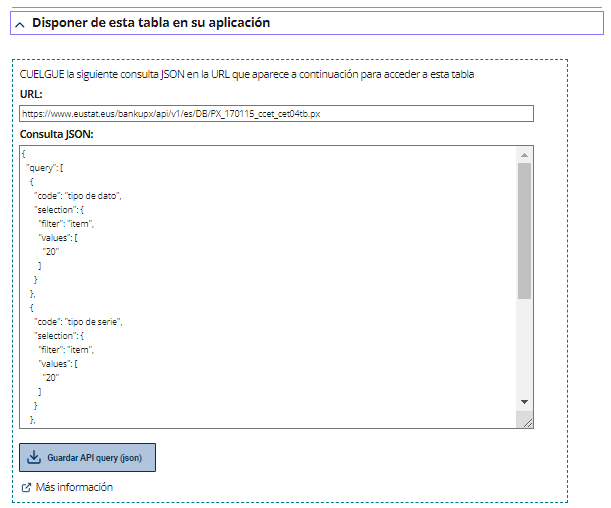 Disponer de esta tabla en su aplicación
CUELGUE la siguiente consulta JSON en la URL que aparece a continuación para acceder a esta tabla
URL:
https://www.eustat.eus/bankupx/api/v1/es/DB/PX_170115_ccet_cet04tb.px
Consulta JSON:
{
"query": [
{
"code": "tipo de dato",
"selection": {
"filter": "item",
"values": [
"20"
]
}
},
{
"code": "tipo de serie",
"selection": {
"filter": "item",
"values": [
"20"
]
}
},
Guardar API query (json)
Más información